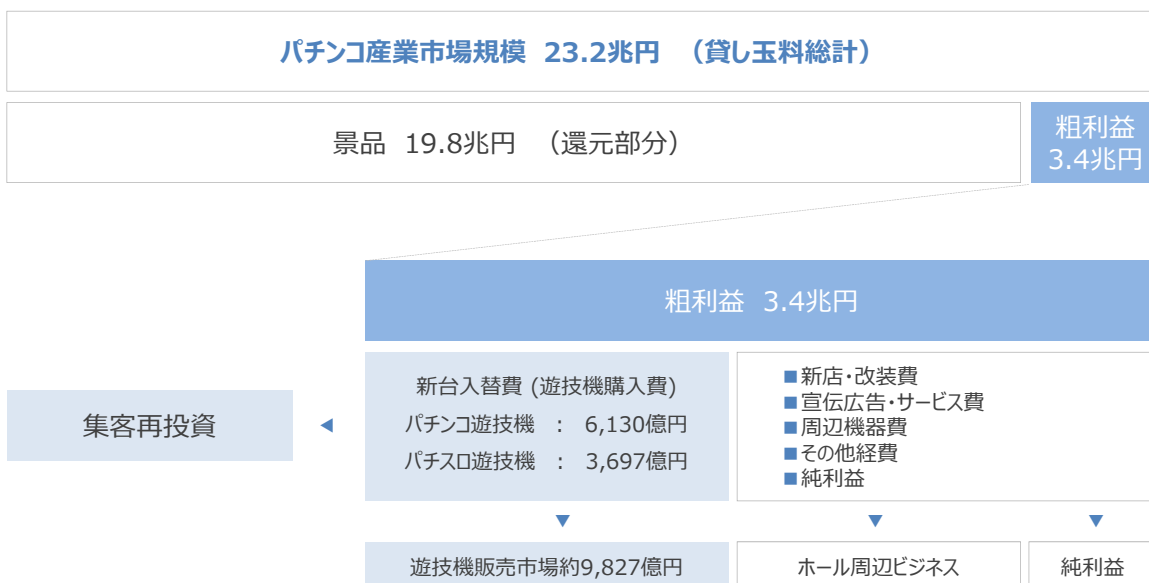 パチンコ産業市場規模 23.2兆円 （貸し玉料総計）
景品 19.8兆円 （還元部分）
粗利益
3.4兆円
粗利益 3.4兆円
新台入替費 (遊技機購入費)
パチンコ遊技機 ： 6,130億円
パチスロ遊技機 ： 3,697億円
■新店・改装費
■宣伝広告・サービス費
■周辺機器費
■その他経費
■純利益
集客再投資
遊技機販売市場約9,827億円
ホール周辺ビジネス
純利益